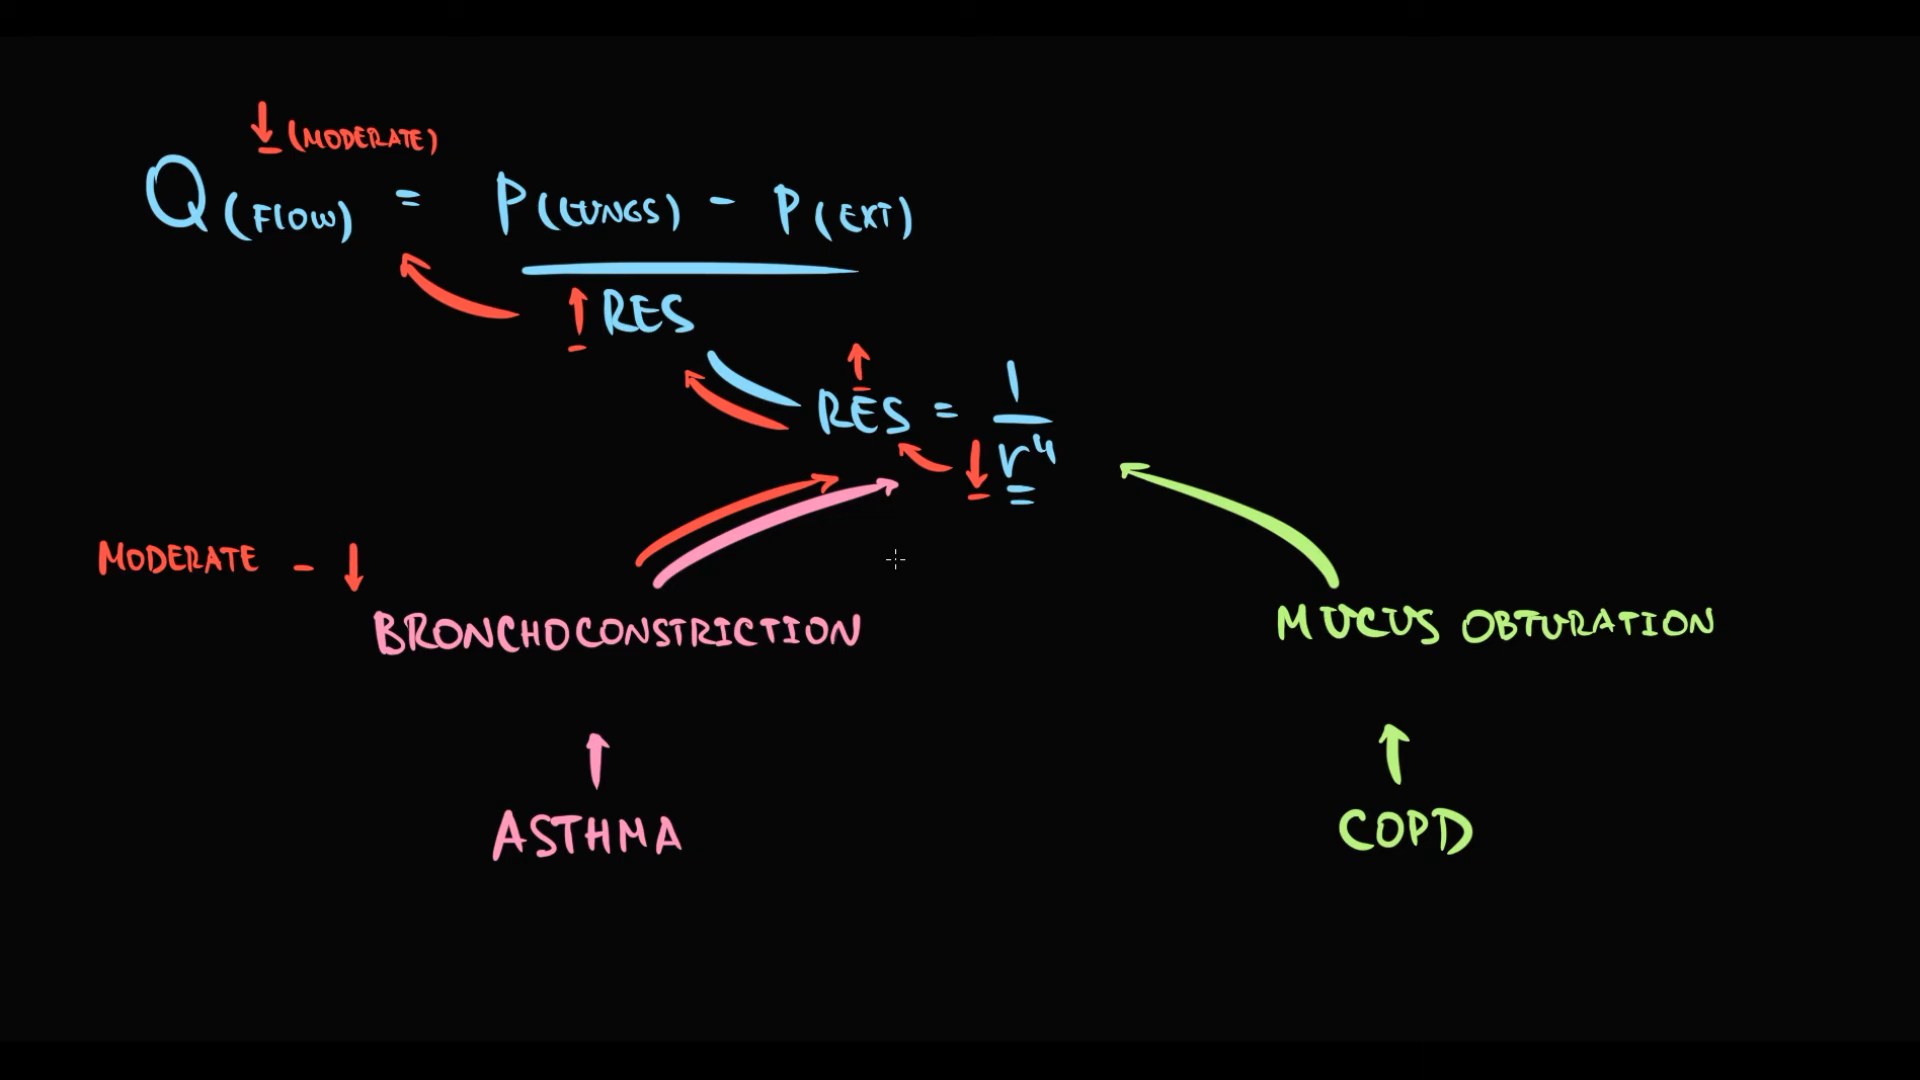 ↓ (MODERATE)
Q (FLOW) = P (LUNGS) - P (EXT)
↑ RES
↑
RES = 1
↓ r⁴
MODERATE - ↓
BRONCHOCONSTRICTION
MUCUS OBTURATION
ASTHMA
COPD